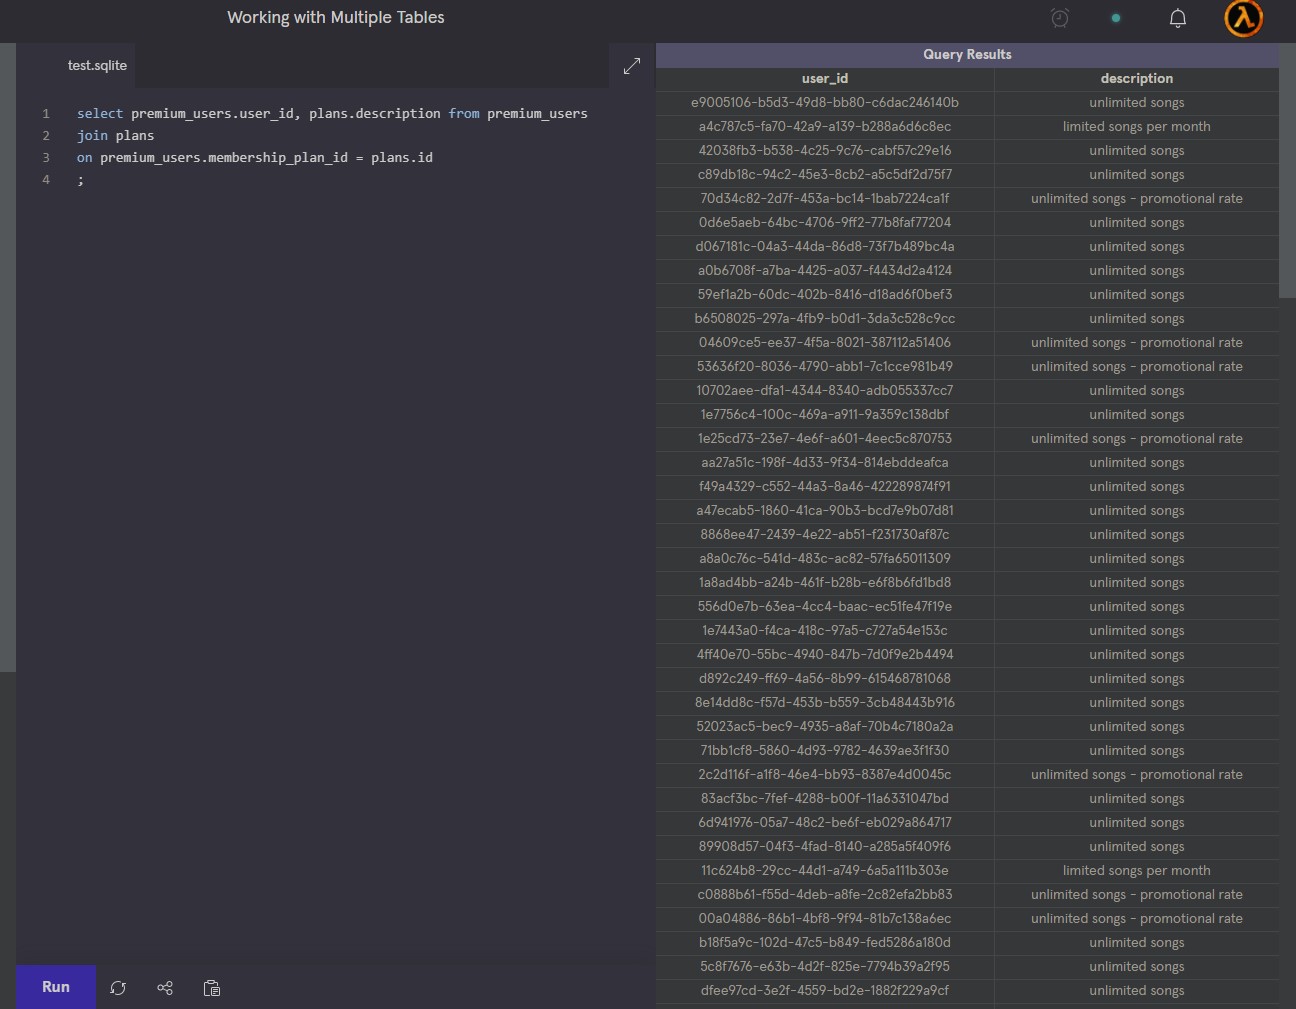 Working with Multiple Tables
test.sqlite
1 select premium_users.user_id, plans.description from premium_users
2 join plans
3 on premium_users.membership_plan_id = plans.id
4 ;
Run
Query Results
user_id description
e9005106-b5d3-49d8-bb80-c6dac246140b unlimited songs
a4c787c5-fa70-42a9-a139-b288a6d6c8ec limited songs per month
42038fb3-b538-4c25-9c76-cabf57c29e16 unlimited songs
c89db18c-94c2-45e3-8cb2-a5c5df2d75f7 unlimited songs
70d34c82-2d7f-453a-bc14-1bab7224ca1f unlimited songs - promotional rate
0d6e5aeb-64bc-4706-9ff2-77b8faf77204 unlimited songs
d067181c-04a3-44da-86d8-73f7b489bc4a unlimited songs
a0b6708f-a7ba-4425-a037-f4434d2a4124 unlimited songs
59ef1a2b-60dc-402b-8416-d18ad6f0bef3 unlimited songs
b6508025-297a-4fb9-b0d1-3da3c528c9cc unlimited songs
04609ce5-ee37-4f5a-8021-387112a51406 unlimited songs - promotional rate
53636f20-8036-4790-abb1-7c1cce981b49 unlimited songs - promotional rate
10702aee-dfa1-4344-8340-adb055337cc7 unlimited songs
1e7756c4-100c-469a-a911-9a359c138dbf unlimited songs
1e25cd73-23e7-4e6f-a601-4eec5c870753 unlimited songs - promotional rate
aa27a51c-198f-4d33-9f34-814ebddeafca unlimited songs
f49a4329-c552-44a3-8a46-422289874f91 unlimited songs
a47ecab5-1860-41ca-90b3-bcd7e9b07d81 unlimited songs
8868ee47-2439-4e22-ab51-f231730af87c unlimited songs
a8a0c76c-541d-483c-ac82-57fa65011309 unlimited songs
1a8ad4bb-a24b-461f-b28b-e6f8b6fd1bd8 unlimited songs
556d0e7b-63ea-4cc4-baac-ec51fe47f19e unlimited songs
1e7443a0-f4ca-418c-97a5-c727a54e153c unlimited songs
4ff40e70-55bc-4940-847b-7d0f9e2b4494 unlimited songs
d892c249-ff69-4a56-8b99-615468781068 unlimited songs
8e14dd8c-f57d-453b-b559-3cb48443b916 unlimited songs
52023ac5-bec9-4935-a8af-70b4c7180a2a unlimited songs
71bb1cf8-5860-4d93-9782-4639ae3f1f30 unlimited songs
2c2d116f-a1f8-46e4-bb93-8387e4d0045c unlimited songs - promotional rate
83acf3bc-7fef-4288-b00f-11a6331047bd unlimited songs
6d941976-05a7-48c2-be6f-eb029a864717 unlimited songs
89908d57-04f3-4fad-8140-a285a5f409f6 unlimited songs
11c624b8-29cc-44d1-a749-6a5a111b303e limited songs per month
c0888b61-f55d-4deb-a8fe-2c82efa2bb83 unlimited songs - promotional rate
00a04886-86b1-4bf8-9f94-81b7c138a6ec unlimited songs - promotional rate
b18f5a9c-102d-47c5-b849-fed5286a180d unlimited songs
5c8f7676-e63b-4d2f-825e-7794b39a2f95 unlimited songs
dfee97cd-3e2f-4559-bd2e-1882f229a9cf unlimited songs